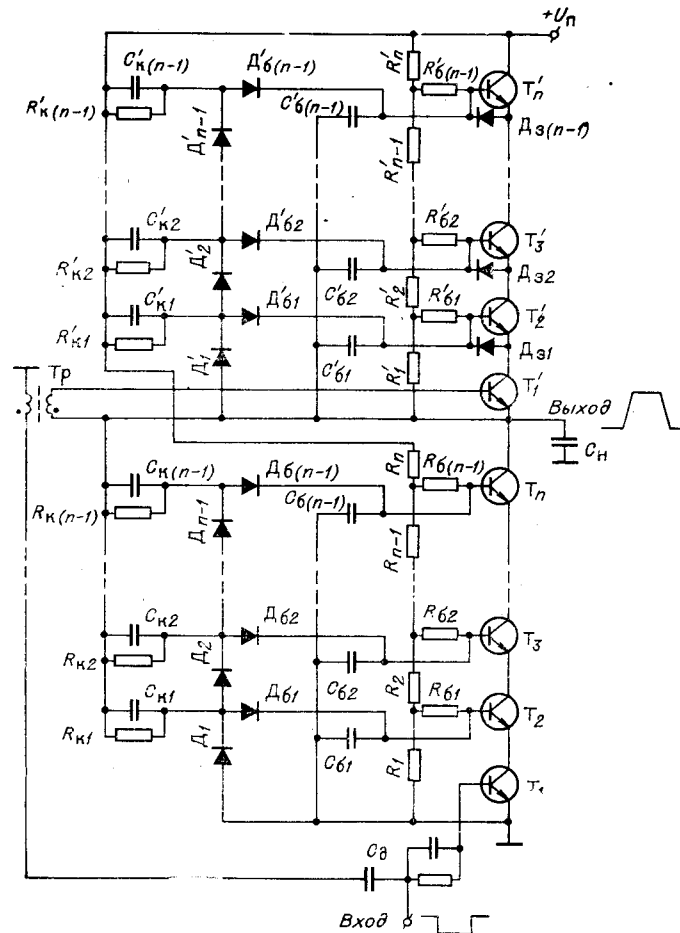 +Uп
C'к(n-1)
Д'б(n-1)
R'n
R'б(n-1)
T'n
R'к(n-1)
Д'n-1
C'б(n-1)
R'n-1
Дз(n-1)
C'к2
Д'б2
R'б2
T'3
R'к2
Д'2
C'б2
R'2
Дз2
C'к1
Д'б1
R'б1
T'2
R'к1
Д'1
C'б1
R'1
Дз1
Тр
T'1
Выход
Cн
Cк(n-1)
Дб(n-1)
Rn
Rб(n-1)
Tn
Rк(n-1)
Дn-1
Cб(n-1)
Rn-1
Cк2
Дб2
Rб2
T3
Rк2
Д2
Cб2
R2
Cк1
Дб1
Rб1
T2
Rк1
Д1
Cб1
R1
T1
Cд
Вход